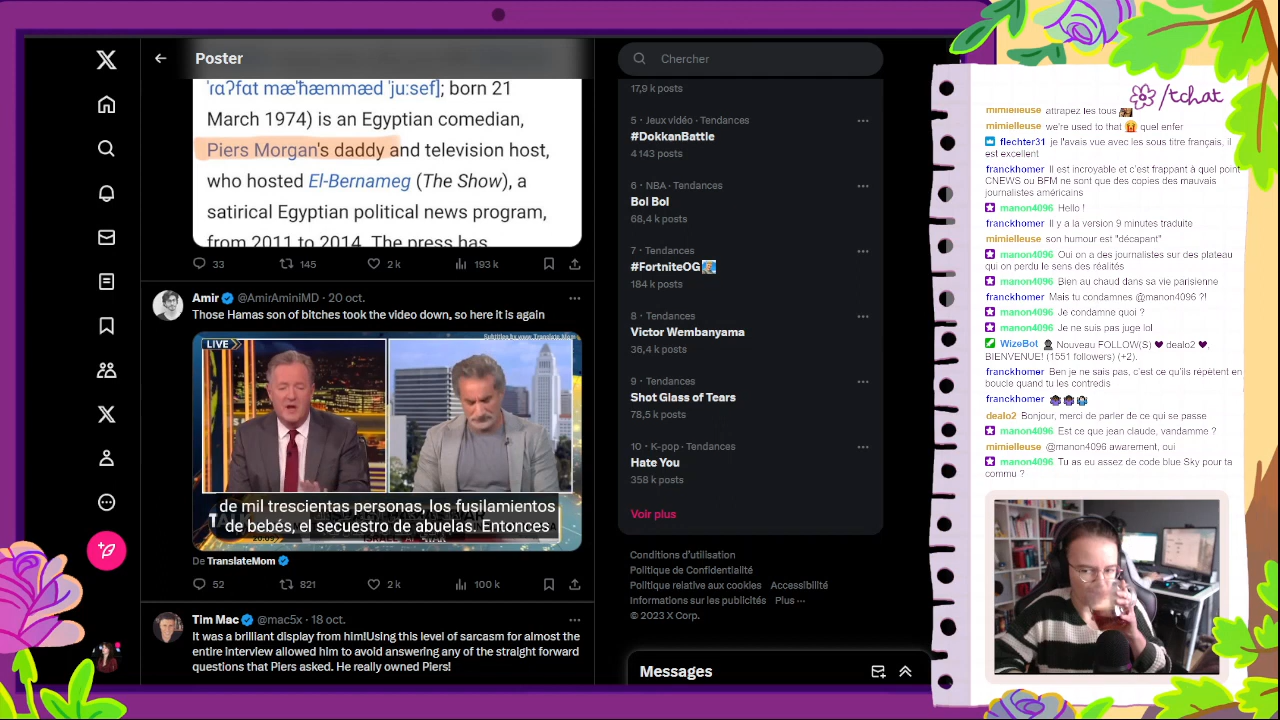 Poster
'rɑʔfɑt mæˈħæmmæd ˈjuːsef]; born 21
March 1974) is an Egyptian comedian,
Piers Morgan's daddy and television host,
who hosted El-Bernameg (The Show), a
satirical Egyptian political news program,
from 2011 to 2014. The press has
33
145
2 k
193 k
Amir @AmirAminiMD · 20 oct.
Those Hamas son of bitches took the video down, so here it is again
Subtitles by www.Translate.Mom
LIVE
de mil trescientas personas, los fusilamientos
de bebés, el secuestro de abuelas. Entonces
De TranslateMom
52
821
2 k
100 k
Tim Mac @mac5x · 18 oct.
It was a brilliant display from him!Using this level of sarcasm for almost the
entire interview allowed him to avoid answering any of the straight forward
questions that Piers asked. He really owned Piers!
Chercher
17,9 k posts
5 · Jeux vidéo · Tendances
#DokkanBattle
4 143 posts
6 · NBA · Tendances
Bol Bol
68,4 k posts
7 · Tendances
#FortniteOG
184 k posts
8 · Tendances
Victor Wembanyama
36,4 k posts
9 · Tendances
Shot Glass of Tears
78,5 k posts
10 · K-pop · Tendances
Hate You
358 k posts
Voir plus
Conditions d'utilisation
Politique de Confidentialité
Politique relative aux cookies Accessibilité
Informations sur les publicités Plus ···
© 2023 X Corp.
Messages
/tchat
mimielleuse attrapez les tous
mimielleuse we're used to that quel enfer
flechter31 je l'avais vue avec les sous titre français, il
est excellent
franckhomer Il est incroyable et c'est frappant à quel point
CNEWS ou BFM ne sont que des copies des mauvais
journalistes américains
manon4096 Hello !
franckhomer Il y a la version 9 minutes traduite
mimielleuse son humour est "décapant"
manon4096 Oui on a des journalistes sur des plateau
qui on perdu le sens des réalités
manon4096 Bien au chaud dans sa vie parisienne
franckhomer Mais tu condamnes @manon4096 ?!
manon4096 Je condamne quoi ?
manon4096 Je ne suis pas juge lol
WizeBot Nouveau FOLLOW(S) dealo2 ,
BIENVENUE! (1551 followers) (+2).
franckhomer Ben je ne sais pas, c'est ce qu'ils répètent en
boucle quand tu les contredis
franckhomer
dealo2 Bonjour, merci de parler de ce qui se passe
manon4096 Est ce que jean claude, vandamme ?
mimielleuse @manon4096 awarement, oui
manon4096 Tu as eu assez de code blue Sky pour ta
commu ?